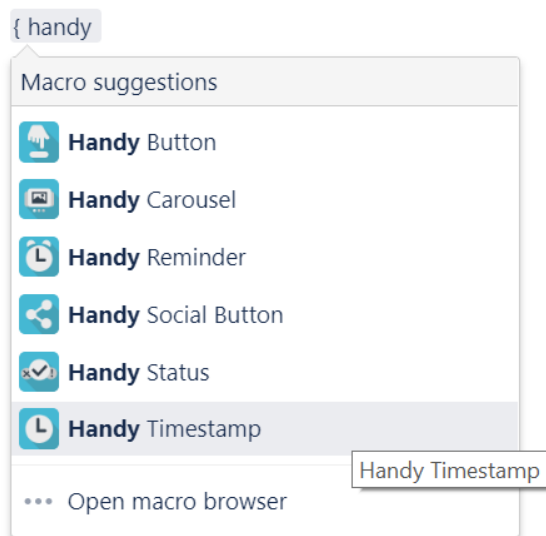 { handy
Macro suggestions
Handy Button
Handy Carousel
Handy Reminder
Handy Social Button
Handy Status
Handy Timestamp
Handy Timestamp
Open macro browser